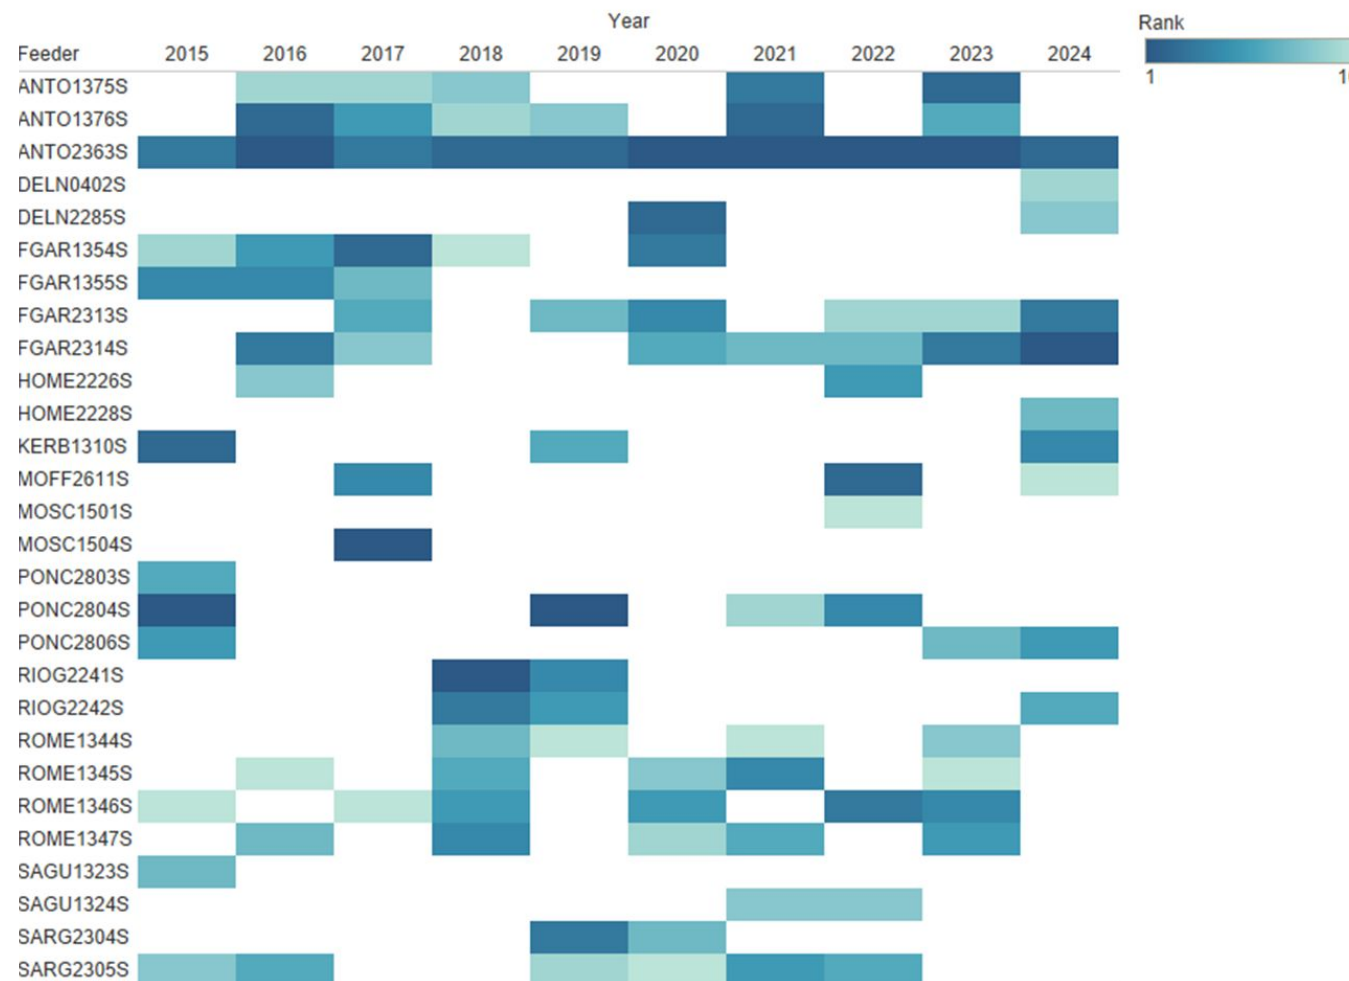 Year
Rank
Feeder 2015 2016 2017 2018 2019 2020 2021 2022 2023 2024
1 10
ANTO1375S
ANTO1376S
ANTO2363S
DELN0402S
DELN2285S
FGAR1354S
FGAR1355S
FGAR2313S
FGAR2314S
HOME2226S
HOME2228S
KERB1310S
MOFF2611S
MOSC1501S
MOSC1504S
PONC2803S
PONC2804S
PONC2806S
RIOG2241S
RIOG2242S
ROME1344S
ROME1345S
ROME1346S
ROME1347S
SAGU1323S
SAGU1324S
SARG2304S
SARG2305S